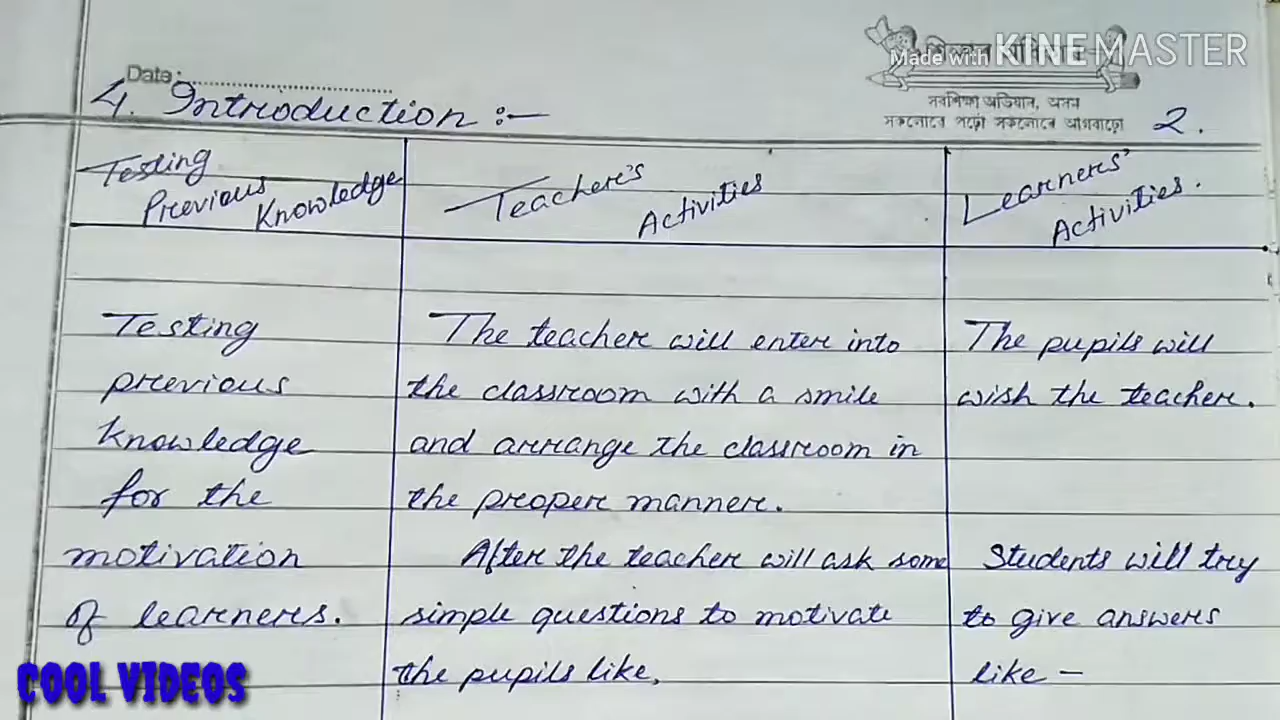 Made with KINEMASTER
Date:
সৰ্বশিক্ষা অভিযান, অসম
সকলোৱে পঢ়ো সকলোৱে আগবাঢ়ো
4. Introduction :—
2.
Testing Previous Knowledge
Teacher's Activities
Learners' Activities.
Testing
previous
knowledge
for the
motivation
of learners.
The teacher will enter into
the classroom with a smile
and arrange the classroom in
the proper manner.
After the teacher will ask some
simple questions to motivate
the pupils like,
The pupils will
wish the teacher.
Students will try
to give answers
like —
COOL VIDEOS